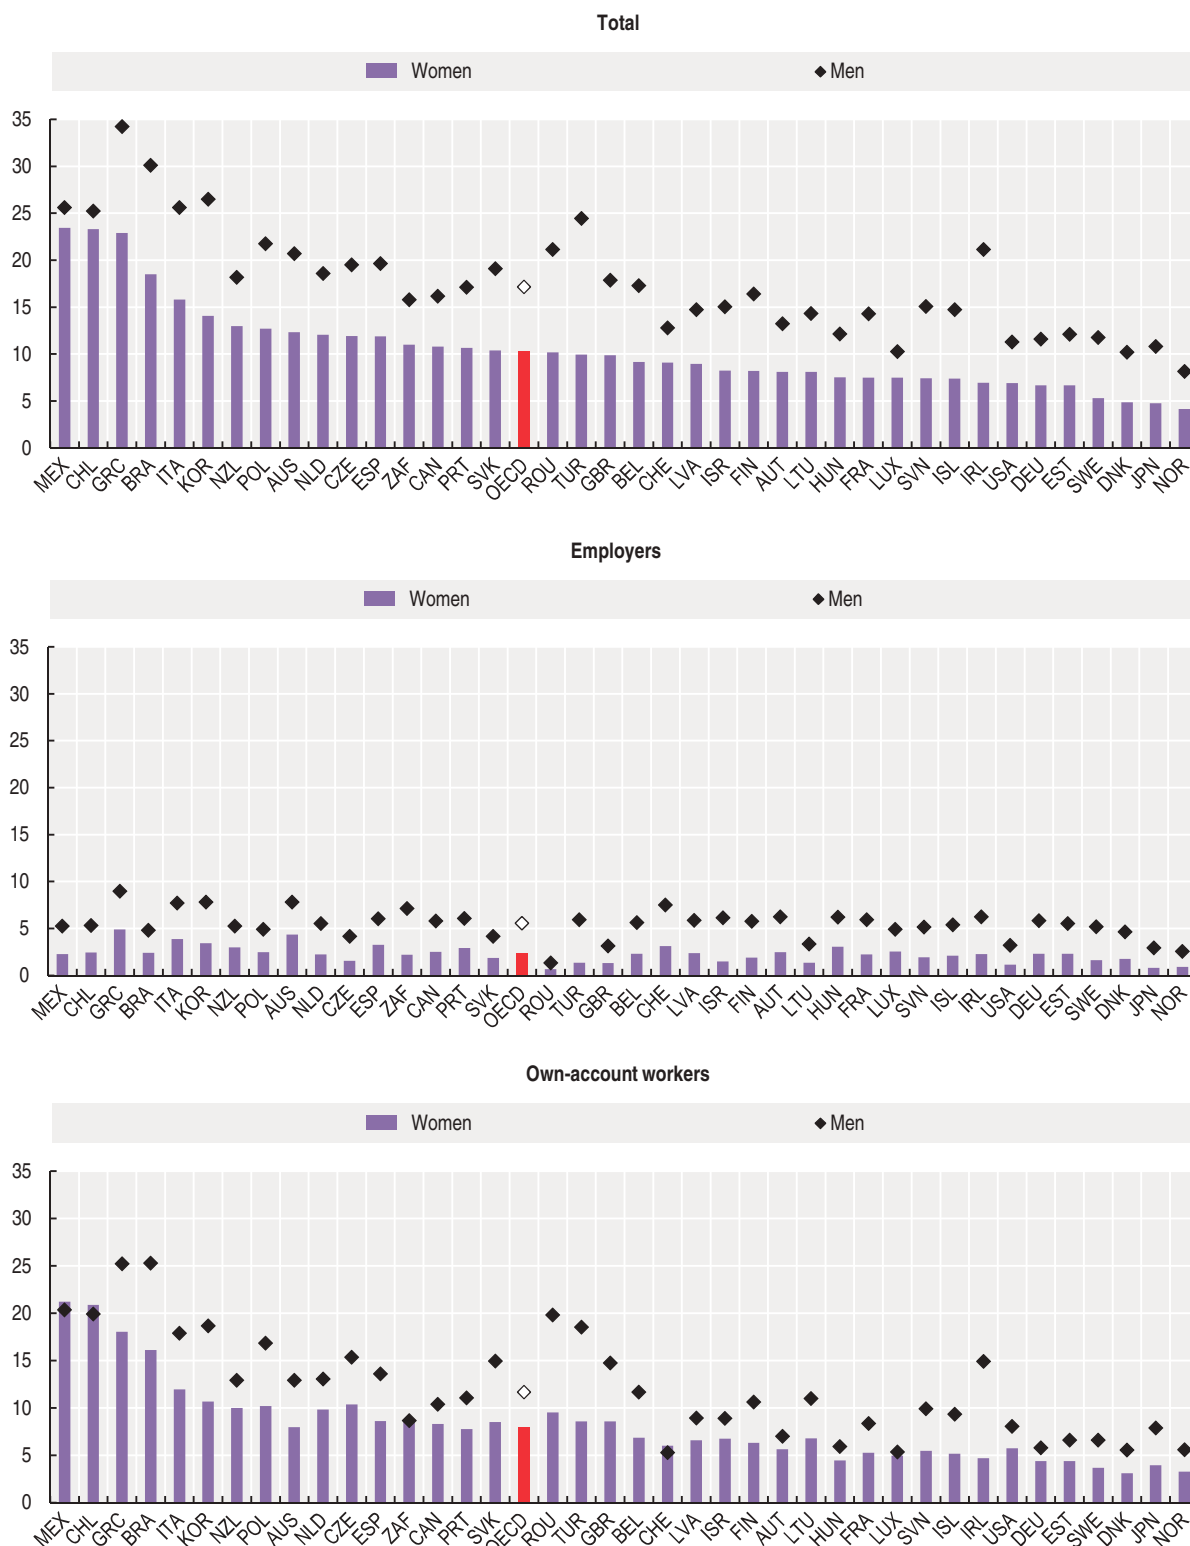 Total
Women Men
35
30
25
20
15
10
5
0
MEX CHL GRC BRA ITA KOR NZL POL AUS NLD CZE ESP ZAF CAN PRT SVK OECD ROU TUR GBR BEL CHE LVA ISR FIN AUT LTU HUN FRA LUX SVN ISL IRL USA DEU EST SWE DNK JPN NOR
Employers
Women Men
35
30
25
20
15
10
5
0
MEX CHL GRC BRA ITA KOR NZL POL AUS NLD CZE ESP ZAF CAN PRT SVK OECD ROU TUR GBR BEL CHE LVA ISR FIN AUT LTU HUN FRA LUX SVN ISL IRL USA DEU EST SWE DNK JPN NOR
Own-account workers
Women Men
35
30
25
20
15
10
5
0
MEX CHL GRC BRA ITA KOR NZL POL AUS NLD CZE ESP ZAF CAN PRT SVK OECD ROU TUR GBR BEL CHE LVA ISR FIN AUT LTU HUN FRA LUX SVN ISL IRL USA DEU EST SWE DNK JPN NOR